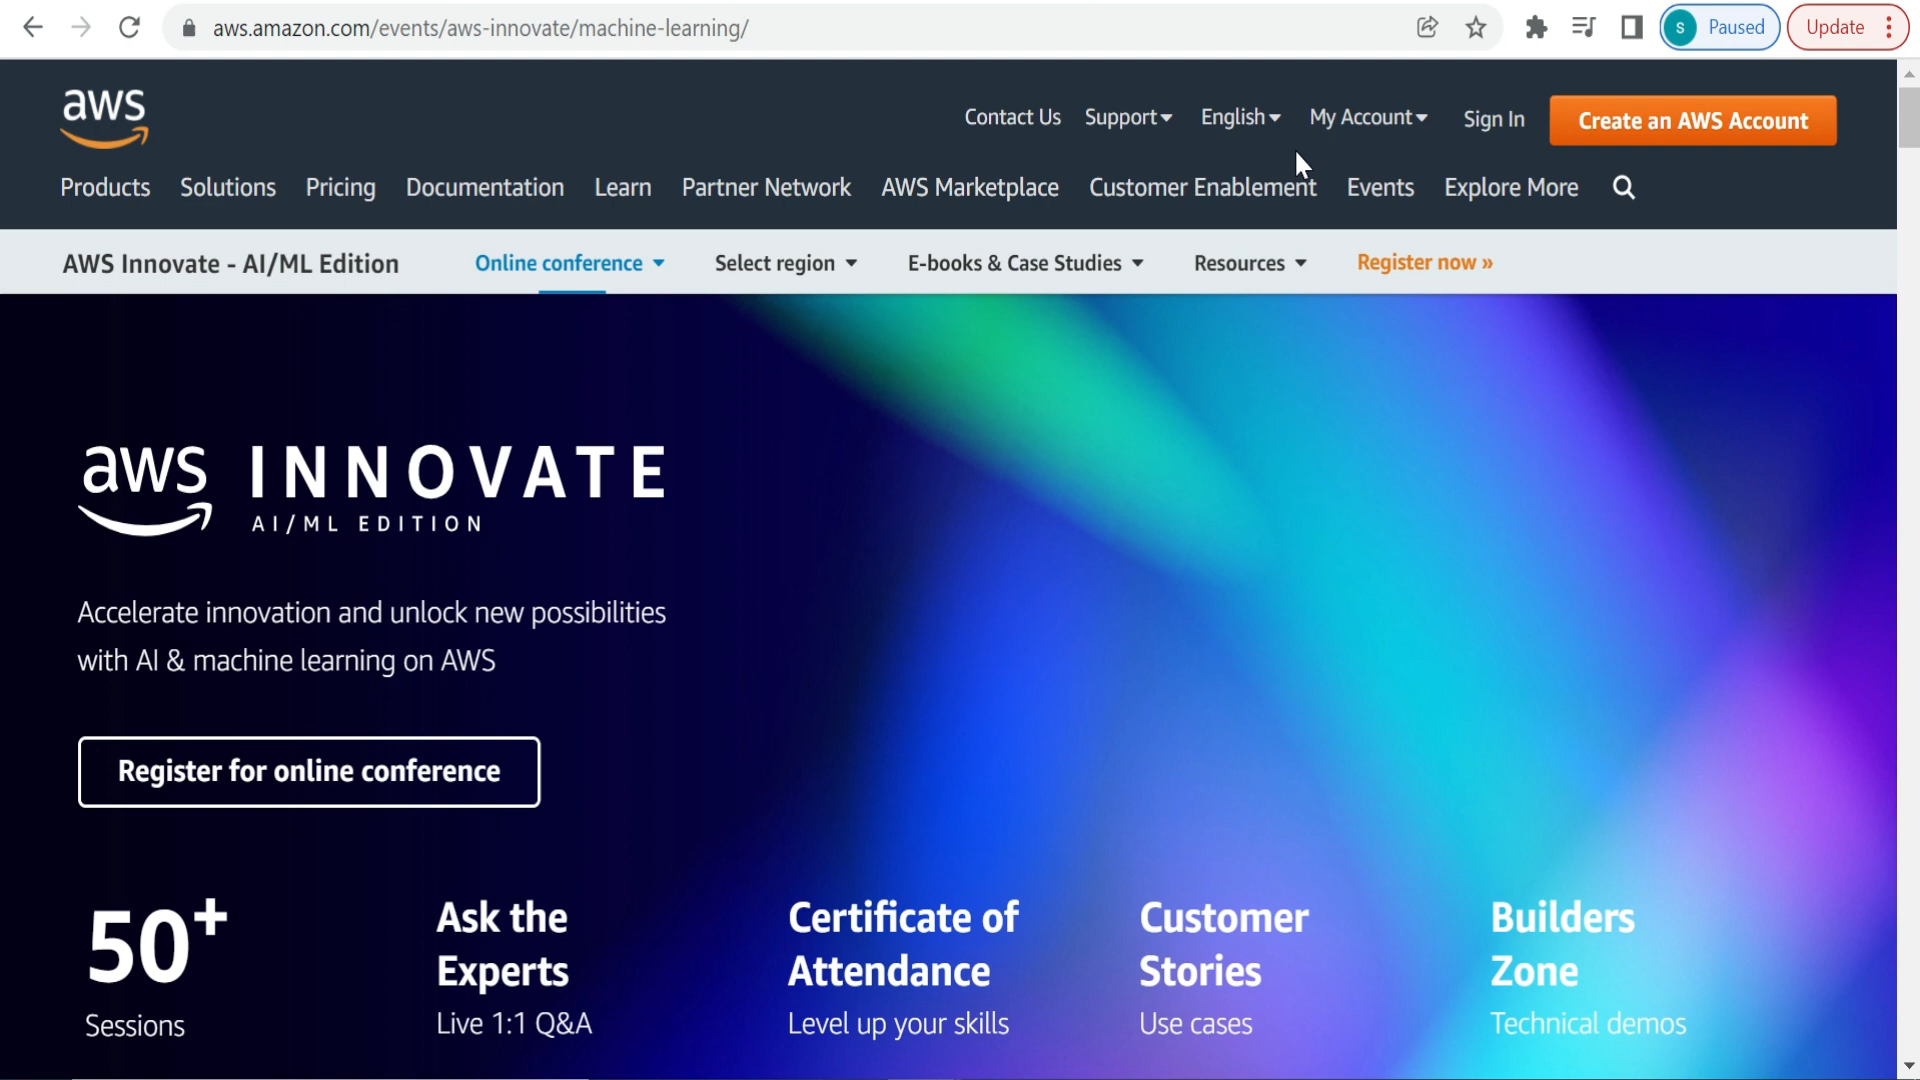 aws.amazon.com/events/aws-innovate/machine-learning/
S Paused Update
aws
Contact Us Support English My Account Sign In Create an AWS Account
Products Solutions Pricing Documentation Learn Partner Network AWS Marketplace Customer Enablement Events Explore More
AWS Innovate - AI/ML Edition Online conference Select region E-books & Case Studies Resources Register now »
aws INNOVATE
AI/ML EDITION
Accelerate innovation and unlock new possibilities
with AI & machine learning on AWS
Register for online conference
50+
Sessions
Ask the
Experts
Live 1:1 Q&A
Certificate of
Attendance
Level up your skills
Customer
Stories
Use cases
Builders
Zone
Technical demos